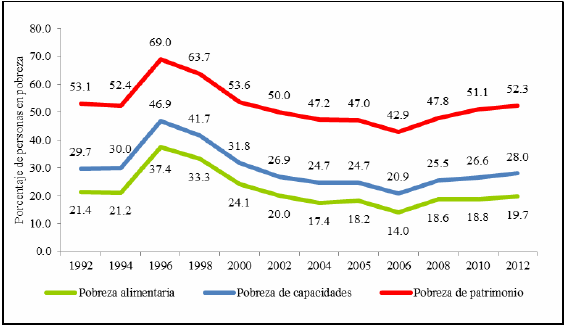 Porcentaje de personas en pobreza
80.0
70.0
60.0
50.0
40.0
30.0
20.0
10.0
0.0
53.1 52.4 69.0 63.7 53.6 50.0 47.2 47.0 42.9 47.8 51.1 52.3
29.7 30.0 46.9 41.7 31.8 26.9 24.7 24.7 20.9 25.5 26.6 28.0
21.4 21.2 37.4 33.3 24.1 20.0 17.4 18.2 14.0 18.6 18.8 19.7
1992 1994 1996 1998 2000 2002 2004 2005 2006 2008 2010 2012
Pobreza alimentaria Pobreza de capacidades Pobreza de patrimonio